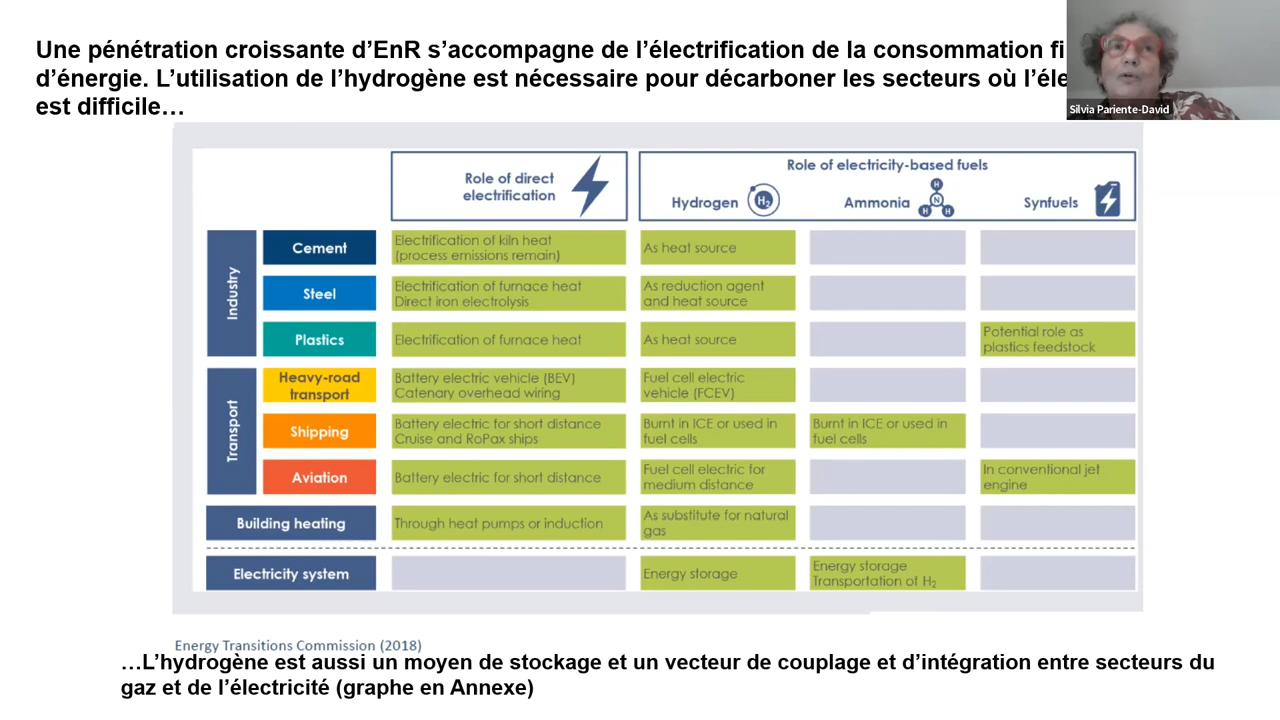 Une pénétration croissante d’EnR s’accompagne de l’électrification de la consommation
d’énergie. L’utilisation de l’hydrogène est nécessaire pour décarboner les secteurs où
est difficile…
Silvia Pariente-David
Role of direct
electrification
Role of electricity-based fuels
Hydrogen
H₂
Ammonia
H
N
H
H
Synfuels
Industry
Cement
Electrification of kiln heat
(process emissions remain)
As heat source
Steel
Electrification of furnace heat
Direct iron electrolysis
As reduction agent
and heat source
Plastics
Electrification of furnace heat
As heat source
Potential role as
plastics feedstock
Transport
Heavy-road
transport
Battery electric vehicle (BEV)
Catenary overhead wiring
Fuel cell electric
vehicle (FCEV)
Shipping
Battery electric for short distance
Cruise and RoPax ships
Burnt in ICE or used in
fuel cells
Burnt in ICE or used in
fuel cells
Aviation
Battery electric for short distance
Fuel cell electric for
medium distance
In conventional jet
engine
Building heating
Through heat pumps or induction
As substitute for natural
gas
Electricity system
Energy storage
Energy storage
Transportation of H₂
Energy Transitions Commission (2018)
…L’hydrogène est aussi un moyen de stockage et un vecteur de couplage et d’intégration entre secteurs du
gaz et de l’électricité (graphe en Annexe)